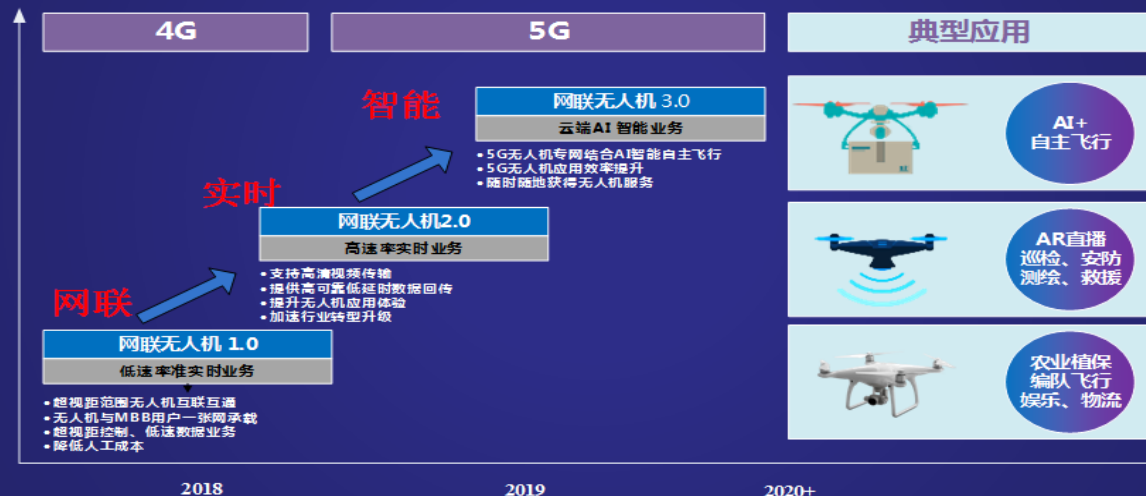 4G
5G
典型应用
智能
网联无人机 3.0
云端AI 智能业务
• 5G无人机专网结合AI智能自主飞行
• 5G无人机应用效率提升
• 随时随地获得无人机服务
AI+
自主飞行
实时
网联无人机2.0
高速率实时业务
• 支持高清视频传输
• 提供高可靠低延时数据回传
• 提升无人机应用体验
• 加速行业转型升级
AR直播
巡检、安防
测绘、救援
网联
网联无人机 1.0
低速率准实时业务
• 超视距范围无人机互联互通
• 无人机与MBB用户一张网承载
• 超视距控制、低速数据业务
• 降低人工成本
农业植保
编队飞行
娱乐、物流
2018
2019
2020+